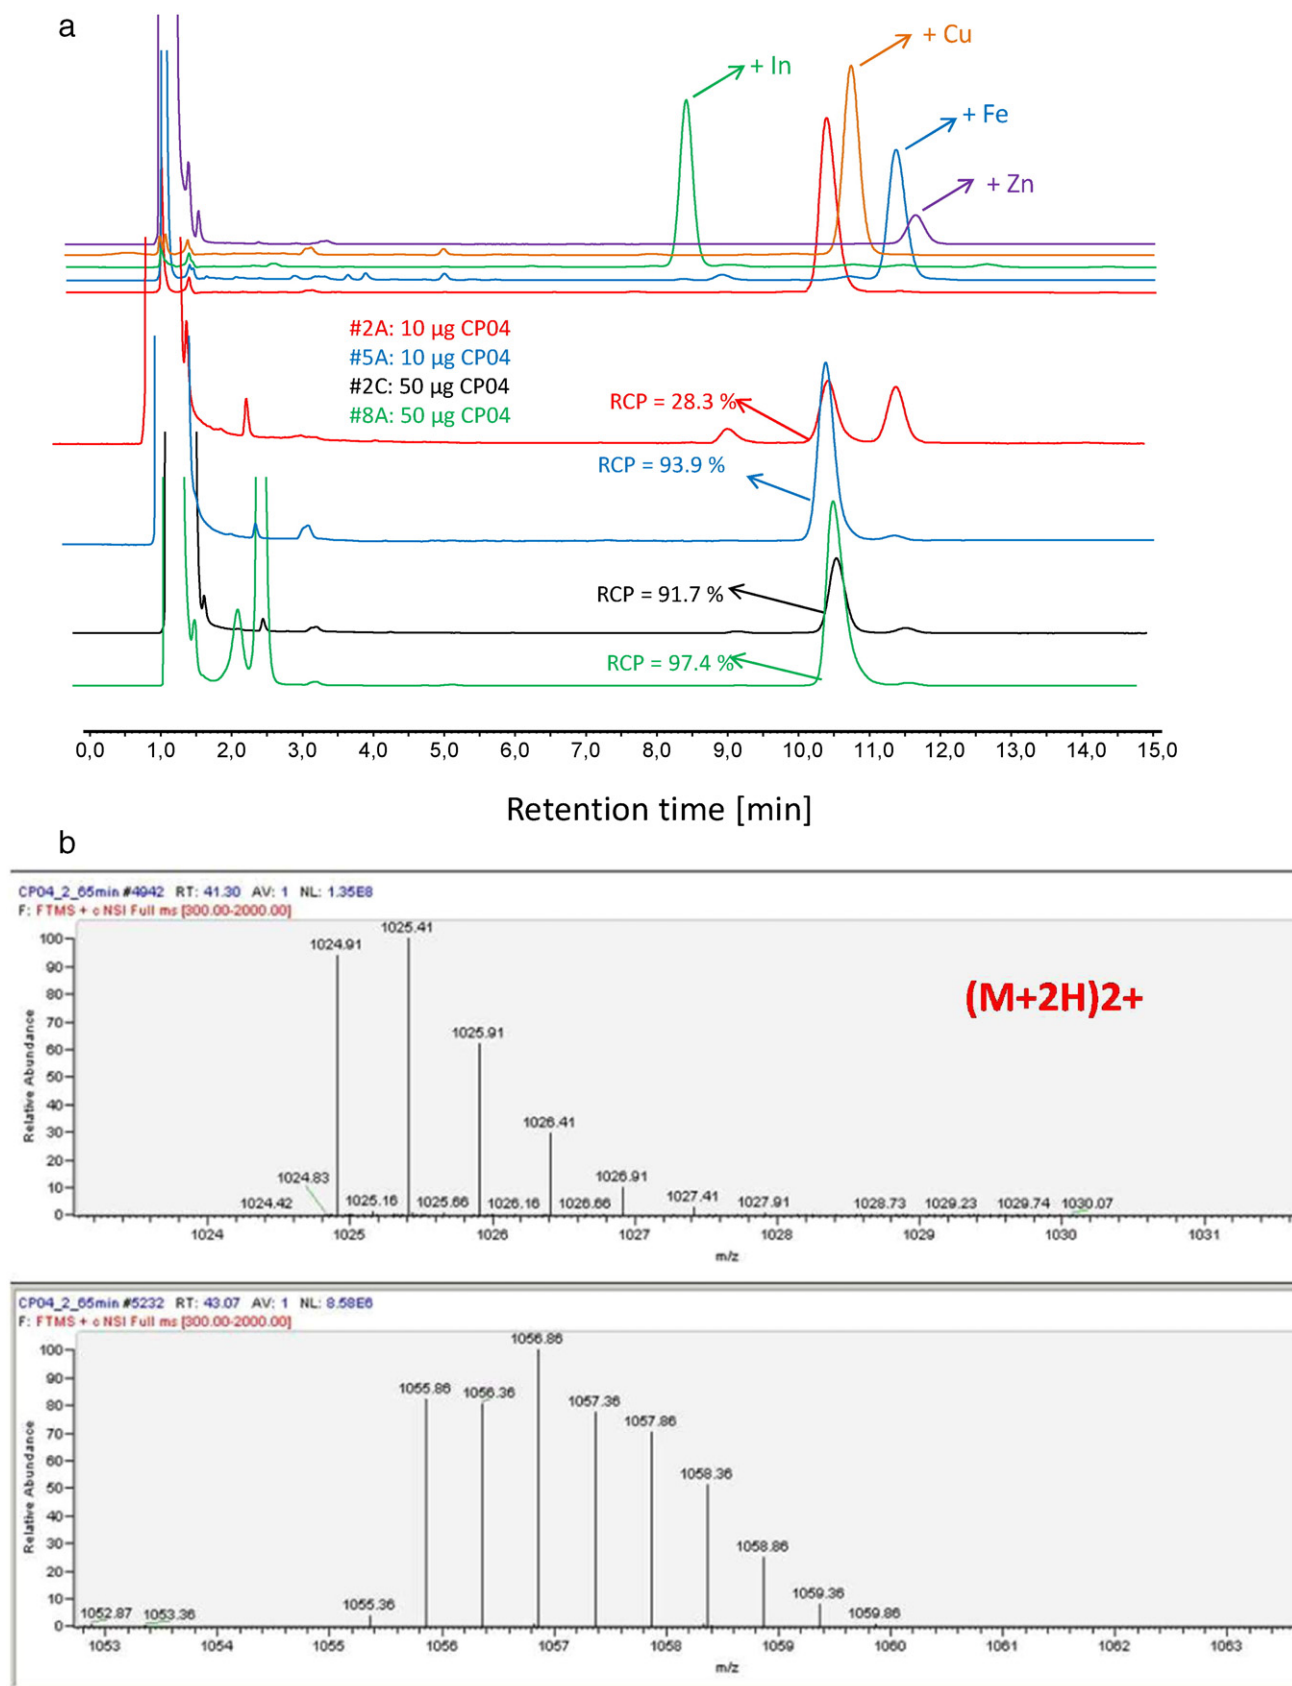 a
+ Cu
+ In
+ Fe
+ Zn
#2A: 10 µg CP04
#5A: 10 µg CP04
#2C: 50 µg CP04
#8A: 50 µg CP04
RCP = 28.3 %
RCP = 93.9 %
RCP = 91.7 %
RCP = 97.4 %
0,0 1,0 2,0 3,0 4,0 5,0 6,0 7,0 8,0 9,0 10,0 11,0 12,0 13,0 14,0 15,0
Retention time [min]
b
CP04_2_65min #4942 RT: 41.30 AV: 1 NL: 1.35E8
F: FTMS + c NSI Full ms [300.00-2000.00]
1025.41
1024.91
(M+2H)2+
1025.91
1026.41
1024.83
1026.91
1024.42
1025.16
1025.66
1026.16
1026.66
1027.41
1027.91
1028.73
1029.23
1029.74
1030.07
100
90
80
70
60
50
40
30
20
10
0
Relative Abundance
1024 1025 1026 1027 1028 1029 1030 1031
m/z
CP04_2_65min #5232 RT: 43.07 AV: 1 NL: 8.58E6
F: FTMS + c NSI Full ms [300.00-2000.00]
1056.86
1055.86
1056.36
1057.36
1057.86
1058.36
1058.86
1059.36
1052.87
1053.36
1055.36
1059.86
100
90
80
70
60
50
40
30
20
10
0
Relative Abundance
1053 1054 1055 1056 1057 1058 1059 1060 1061 1062 1063
m/z